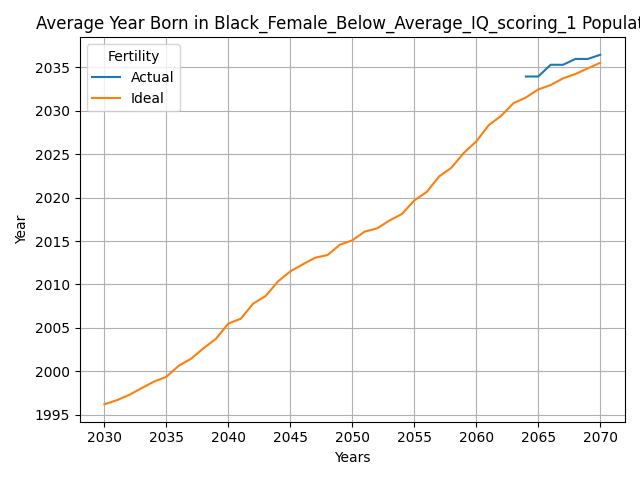 Average Year Born in Black_Female_Below_Average_IQ_scoring_1 Populat
Fertility
Actual
Ideal
2035
2030
2025
2020
2015
2010
2005
2000
1995
Year
2030 2035 2040 2045 2050 2055 2060 2065 2070
Years